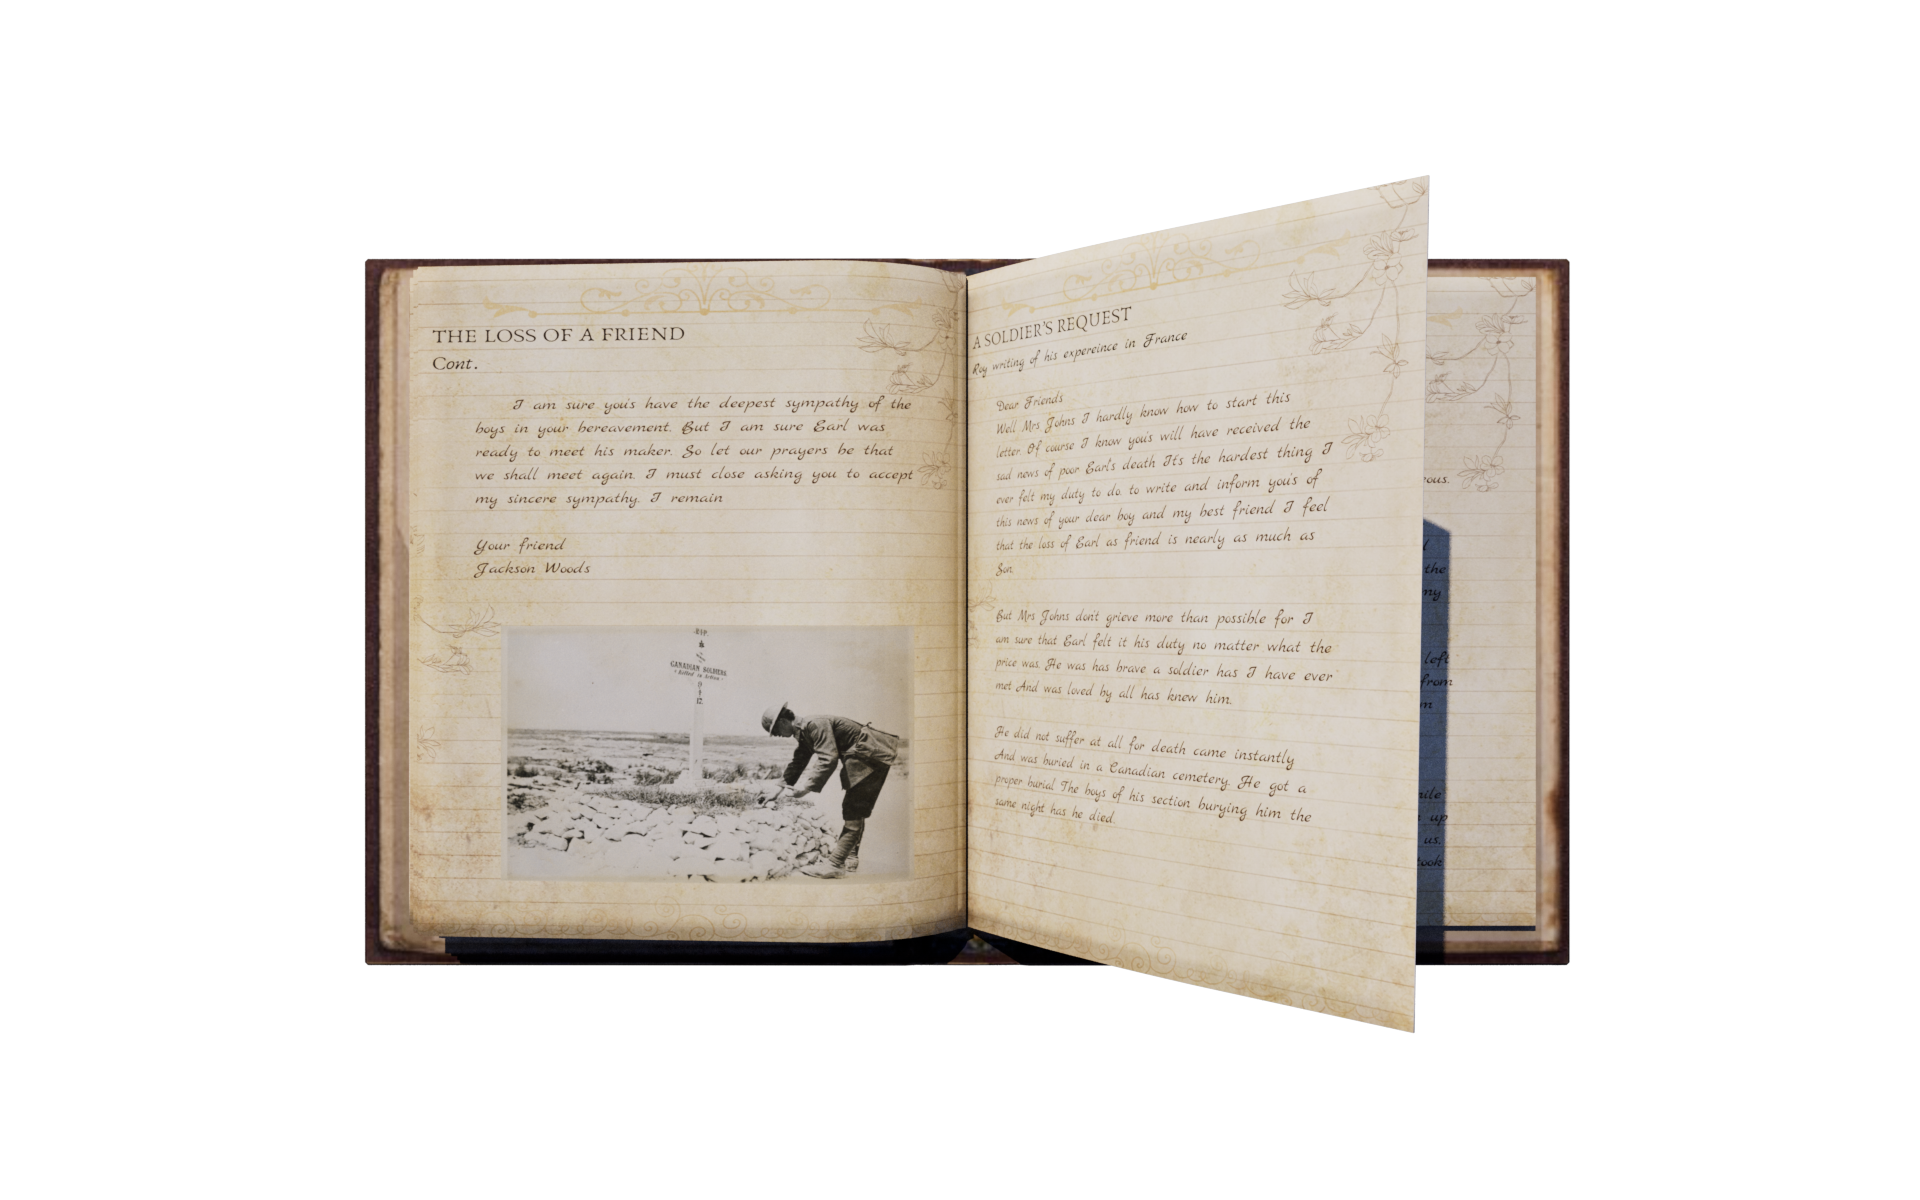 THE LOSS OF A FRIEND
Cont.
I am sure you's have the deepest sympathy of the
boys in your bereavement. But I am sure Earl was
ready to meet his maker. So let our prayers be that
we shall meet again. I must close asking you to accept
my sincere sympathy. I remain
Your friend
Jackson Woods
R.I.P.
CANADIAN SOLDIERS
Killed in Action
17.
A SOLDIER'S REQUEST
Roy writing of his expereince in France
Dear Friends
Well Mrs Johns I hardly know how to start this
letter. Of course I know you's will have received the
sad news of poor Earl's death It's the hardest thing I
ever felt my duty to do. to write and inform you's of
this news of your dear boy and my best friend I feel
that the loss of Earl as friend is nearly as much as
Son.
But Mrs Johns don't grieve more than possible for I
am sure that Earl felt it his duty no matter what the
price was. He was has brave a soldier has I have ever
met And was loved by all has knew him.
He did not suffer at all for death came instantly
And was buried in a Canadian cemetery. He got a
proper burial The boys of his section burying him the
same night has he died.
the
my
left
from
up
us.
took